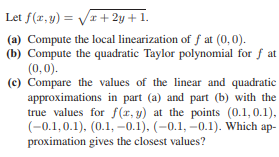 Let f(x, y) = √(x + 2y + 1).
(a) Compute the local linearization of f at (0, 0).
(b) Compute the quadratic Taylor polynomial for f at
(0, 0).
(c) Compare the values of the linear and quadratic
approximations in part (a) and part (b) with the
true values for f(x, y) at the points (0.1, 0.1),
(−0.1, 0.1), (0.1, −0.1), (−0.1, −0.1). Which ap-
proximation gives the closest values?